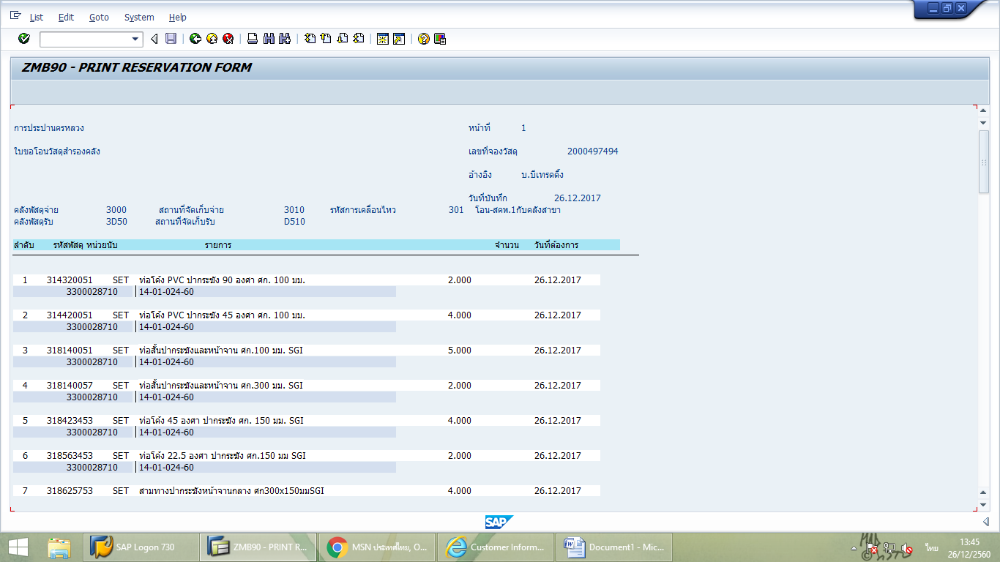 List Edit Goto System Help
ZMB90 - PRINT RESERVATION FORM
การประปานครหลวง หน้าที่ 1
ใบขอโอนวัสดุสำรองคลัง เลขที่จองวัสดุ 2000497494
อ้างอิง บ.บีเทรดดิ้ง
วันที่บันทึก 26.12.2017
คลังพัสดุจ่าย 3000 สถานที่จัดเก็บจ่าย 3010 รหัสการเคลื่อนไหว 301 โอน-สคพ.1กับคลังสาขา
คลังพัสดุรับ 3D50 สถานที่จัดเก็บรับ D510
ลำดับ รหัสพัสดุ หน่วยนับ รายการ จำนวน วันที่ต้องการ
1 314320051 SET ท่อโค้ง PVC ปากระฆัง 90 องศา ศก. 100 มม. 2.000 26.12.2017
3300028710 14-01-024-60
2 314420051 SET ท่อโค้ง PVC ปากระฆัง 45 องศา ศก. 100 มม. 4.000 26.12.2017
3300028710 14-01-024-60
3 318140051 SET ท่อสั้นปากระฆังและหน้าจาน ศก.100 มม. SGI 5.000 26.12.2017
3300028710 14-01-024-60
4 318140057 SET ท่อสั้นปากระฆังและหน้าจาน ศก.300 มม. SGI 2.000 26.12.2017
3300028710 14-01-024-60
5 318423453 SET ท่อโค้ง 45 องศา ปากระฆัง ศก. 150 มม. SGI 4.000 26.12.2017
3300028710 14-01-024-60
6 318563453 SET ท่อโค้ง 22.5 องศา ปากระฆัง ศก.150 มม SGI 2.000 26.12.2017
3300028710 14-01-024-60
7 318625753 SET สามทางปากระฆังหน้าจานกลาง ศก300x150มมSGI 4.000 26.12.2017
SAP
SAP Logon 730 ZMB90 - PRINT R... MSN ประเทศไทย, O... Customer Inform... Document1 - Mic... ไทย 13:45
26/12/2560